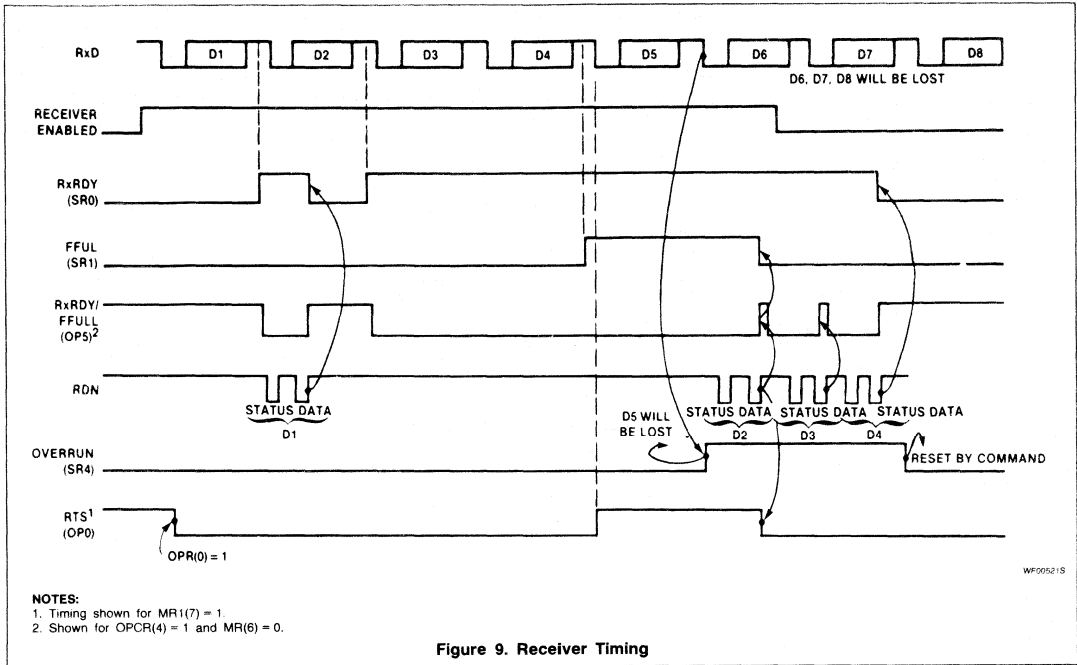 RxD D1 D2 D3 D4 D5 D6 D7 D8
D6, D7, D8 WILL BE LOST
RECEIVER
ENABLED
RxRDY
(SR0)
FFUL
(SR1)
RxRDY/
FFULL
(OP5)2
RDN
STATUS DATA
D1
STATUS DATA STATUS DATA STATUS DATA
D2 D3 D4
D5 WILL
BE LOST
OVERRUN
(SR4)
RESET BY COMMAND
RTS1
(OP0)
OPR(0) = 1
WF00521S
NOTES:
1. Timing shown for MR1(7) = 1.
2. Shown for OPCR(4) = 1 and MR(6) = 0.
Figure 9. Receiver Timing